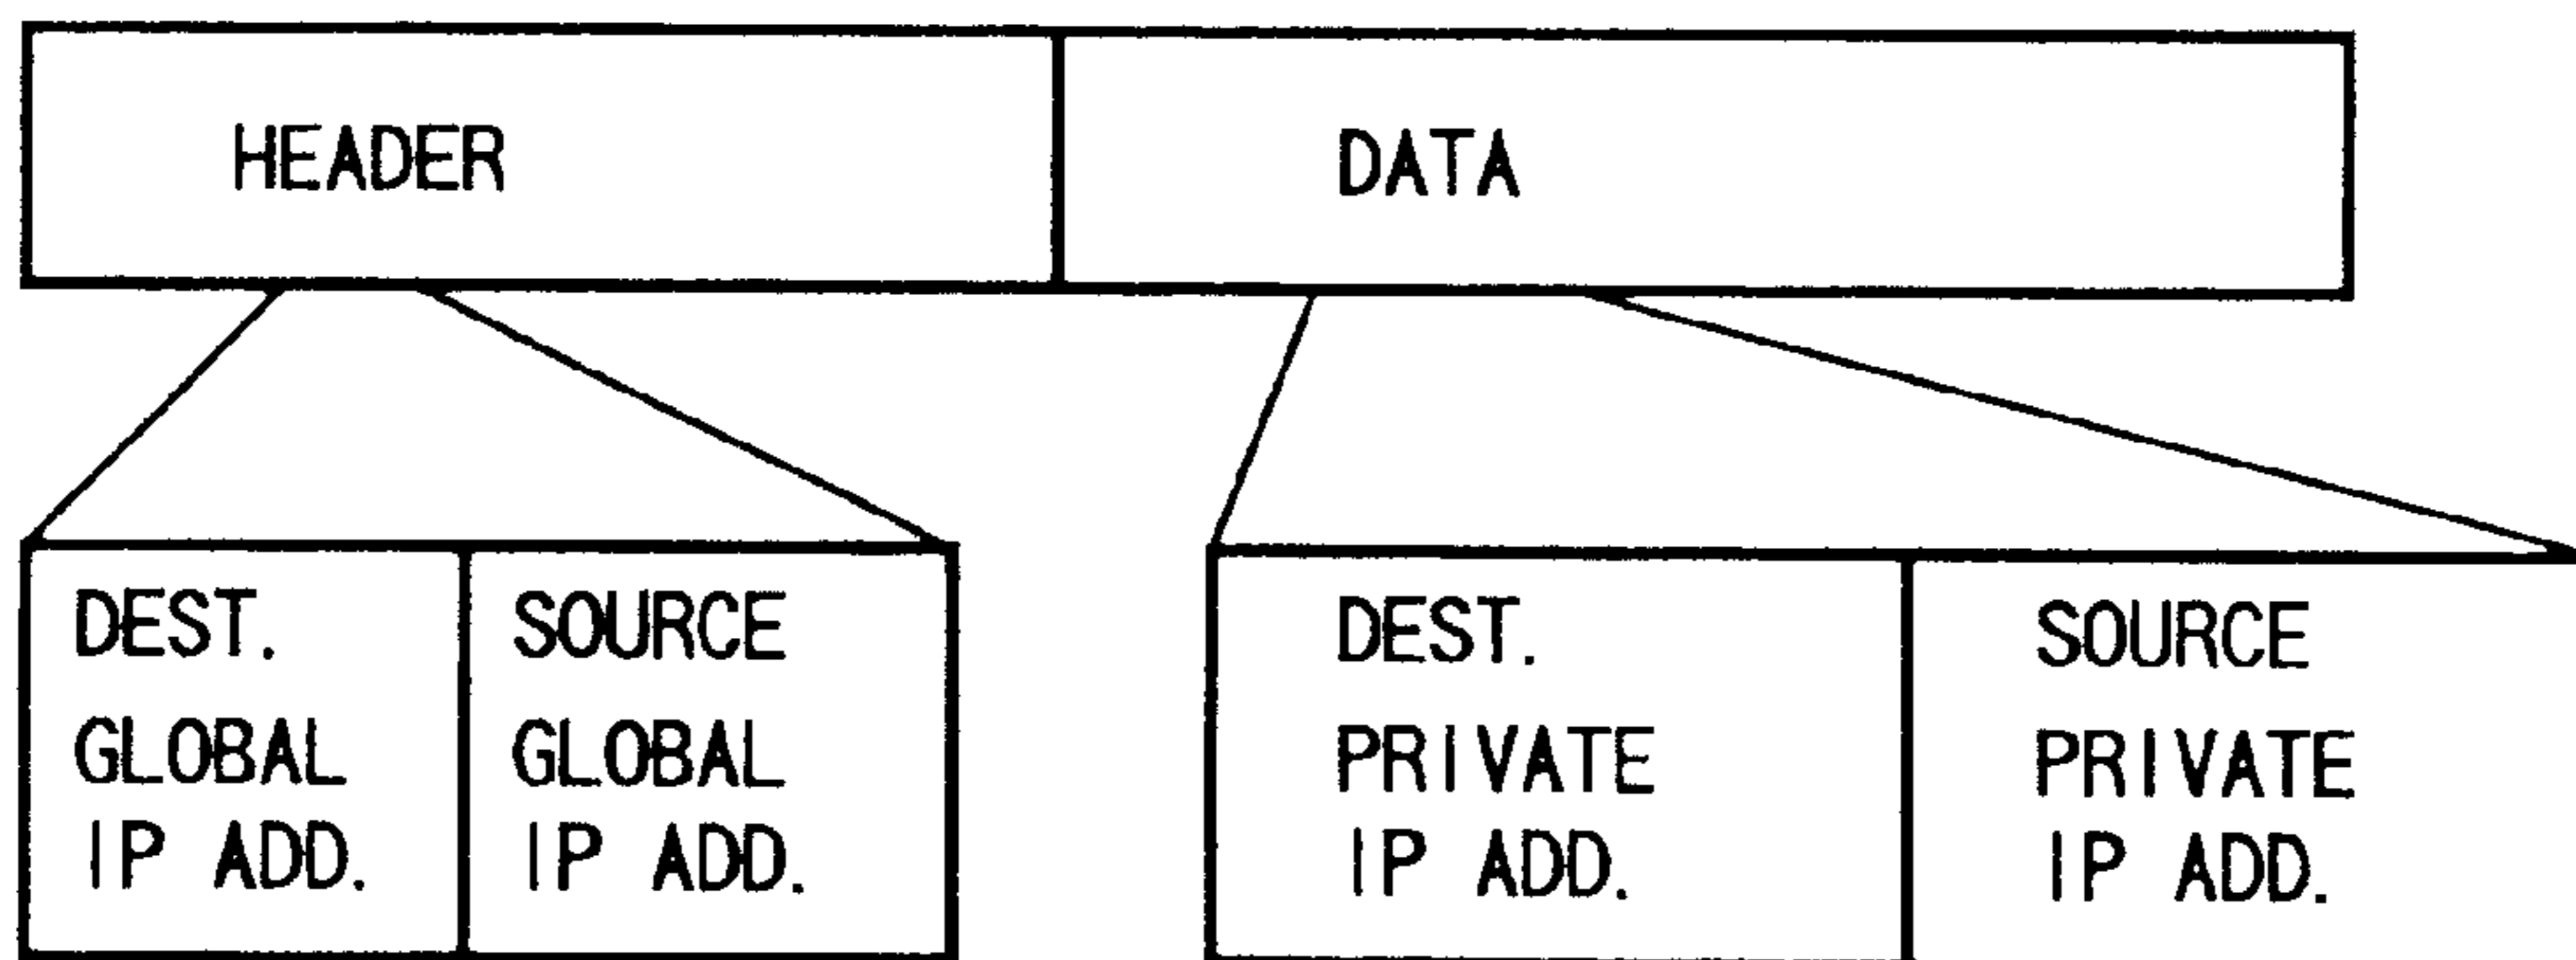 HEADER
DATA
DEST.
GLOBAL
IP ADD.
SOURCE
GLOBAL
IP ADD.
DEST.
PRIVATE
IP ADD.
SOURCE
PRIVATE
IP ADD.